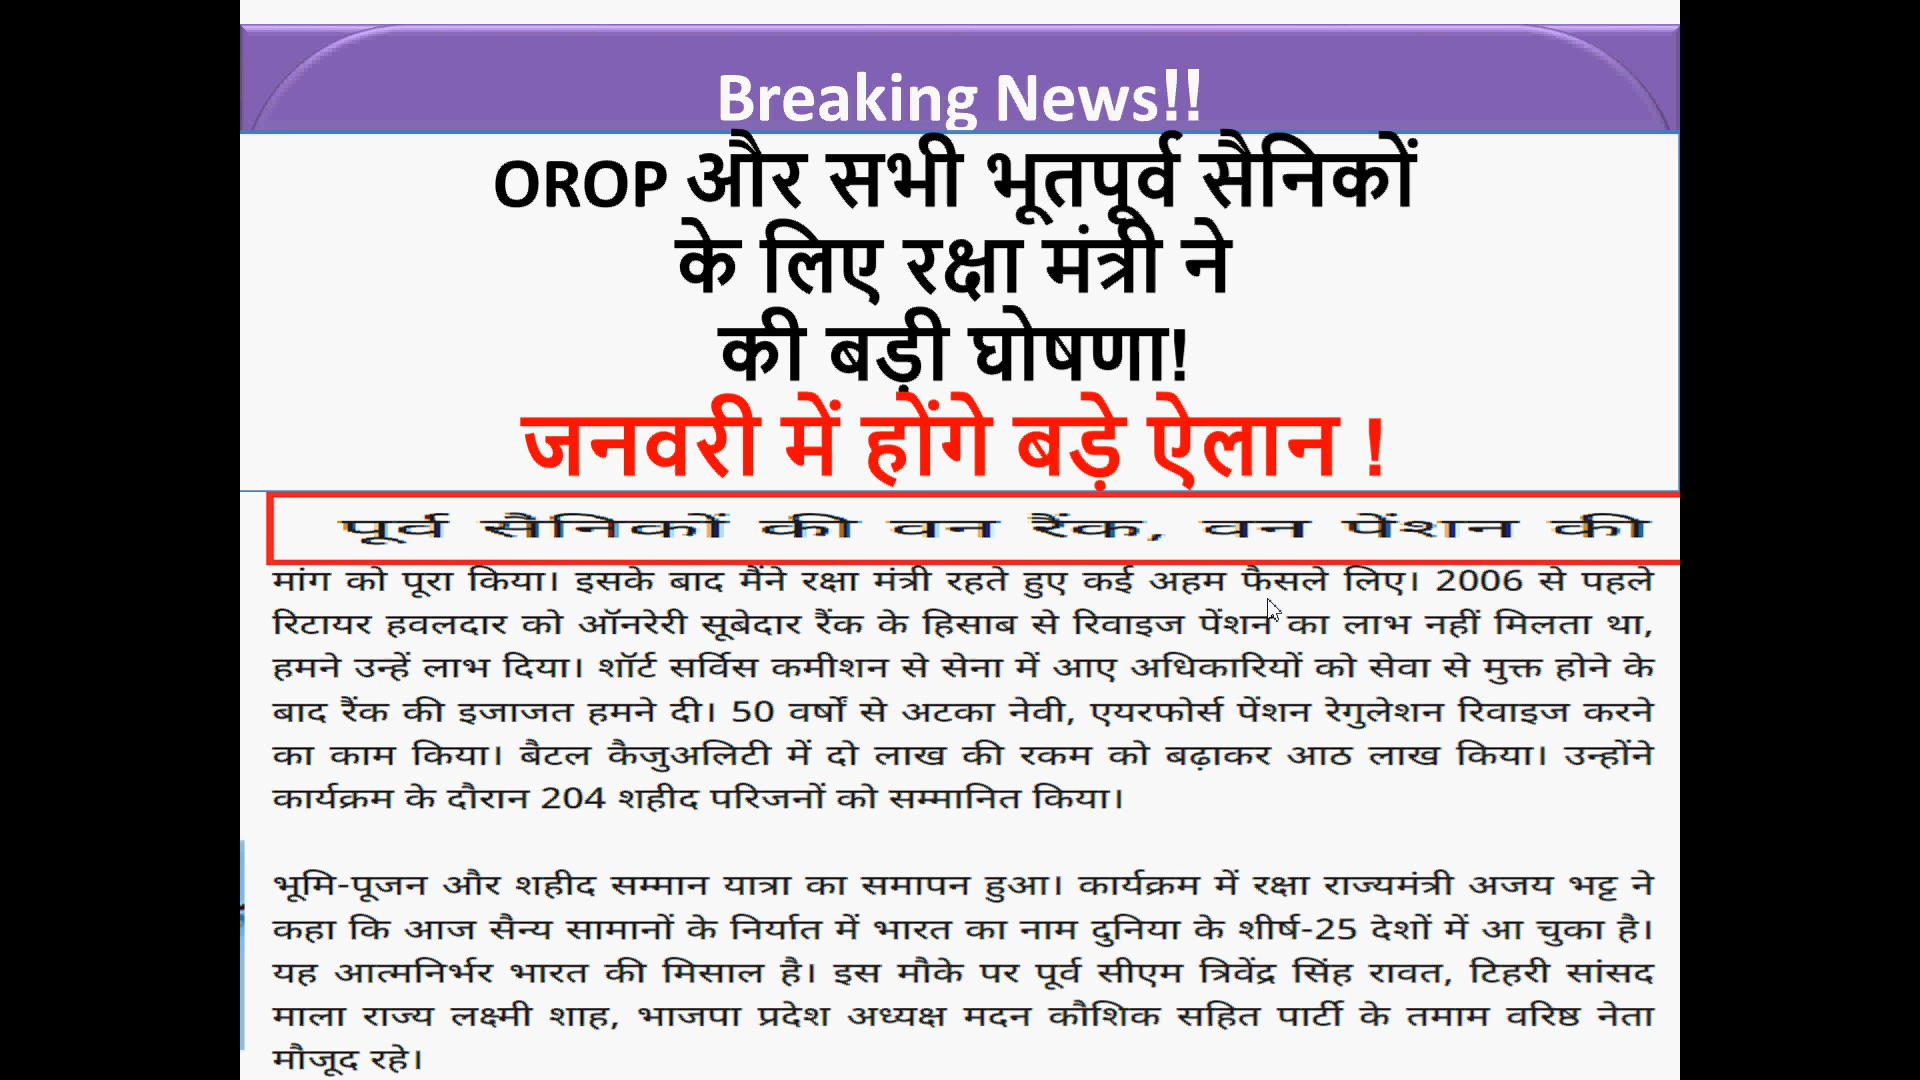 Breaking News!!
OROP और सभी भूतपूर्व सैनिकों
के लिए रक्षा मंत्री ने
की बड़ी घोषणा!
जनवरी में होंगे बड़े ऐलान !
पूर्व सैनिकों की वन रैंक, वन पेंशन की
मांग को पूरा किया। इसके बाद मैंने रक्षा मंत्री रहते हुए कई अहम फैसले लिए। 2006 से पहले
रिटायर हवलदार को ऑनरेरी सूबेदार रैंक के हिसाब से रिवाइज पेंशन का लाभ नहीं मिलता था,
हमने उन्हें लाभ दिया। शॉर्ट सर्विस कमीशन से सेना में आए अधिकारियों को सेवा से मुक्त होने के
बाद रैंक की इजाजत हमने दी। 50 वर्षों से अटका नेवी, एयरफोर्स पेंशन रेगुलेशन रिवाइज करने
का काम किया। बैटल कैजुअलिटी में दो लाख की रकम को बढ़ाकर आठ लाख किया। उन्होंने
कार्यक्रम के दौरान 204 शहीद परिजनों को सम्मानित किया।
भूमि-पूजन और शहीद सम्मान यात्रा का समापन हुआ। कार्यक्रम में रक्षा राज्यमंत्री अजय भट्ट ने
कहा कि आज सैन्य सामानों के निर्यात में भारत का नाम दुनिया के शीर्ष-25 देशों में आ चुका है।
यह आत्मनिर्भर भारत की मिसाल है। इस मौके पर पूर्व सीएम त्रिवेंद्र सिंह रावत, टिहरी सांसद
माला राज्य लक्ष्मी शाह, भाजपा प्रदेश अध्यक्ष मदन कौशिक सहित पार्टी के तमाम वरिष्ठ नेता
मौजूद रहे।